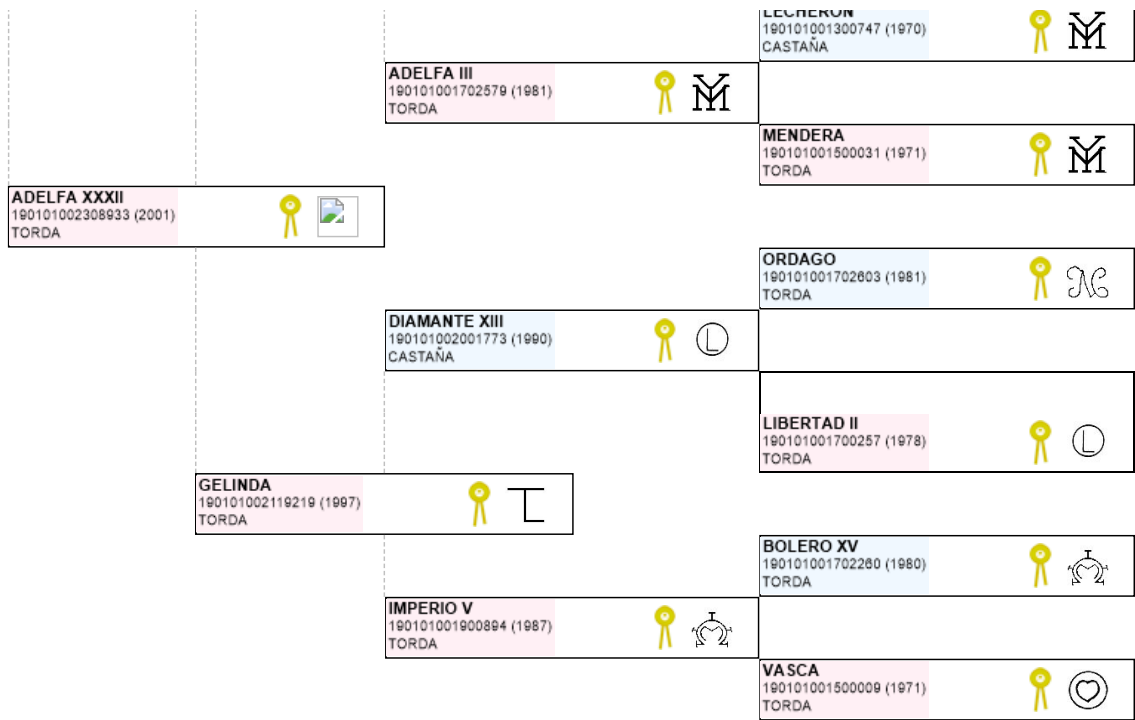 LECHERON
190101001300747 (1970)
CASTAÑA
ADELFA III
190101001702579 (1981)
TORDA
MENDERA
190101001500031 (1971)
TORDA
ADELFA XXXII
190101002308933 (2001)
TORDA
ORDAGO
190101001702603 (1981)
TORDA
DIAMANTE XIII
190101002001773 (1990)
CASTAÑA
LIBERTAD II
190101001700257 (1978)
TORDA
GELINDA
190101002119219 (1997)
TORDA
BOLERO XV
190101001702260 (1980)
TORDA
IMPERIO V
190101001900894 (1987)
TORDA
VASCA
190101001500009 (1971)
TORDA